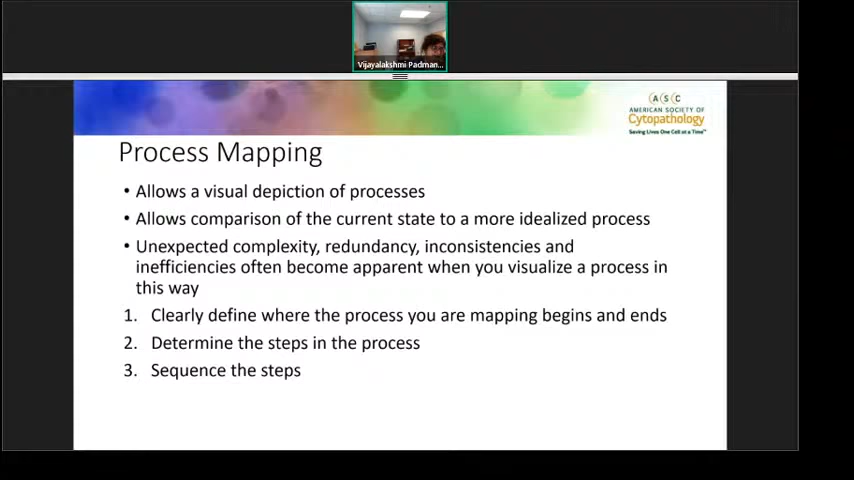 Vijayalakshmi Padman...
A S C
AMERICAN SOCIETY OF
Cytopathology
Saving Lives One Cell at a Time™
Process Mapping
• Allows a visual depiction of processes
• Allows comparison of the current state to a more idealized process
• Unexpected complexity, redundancy, inconsistencies and
inefficiencies often become apparent when you visualize a process in
this way
1. Clearly define where the process you are mapping begins and ends
2. Determine the steps in the process
3. Sequence the steps